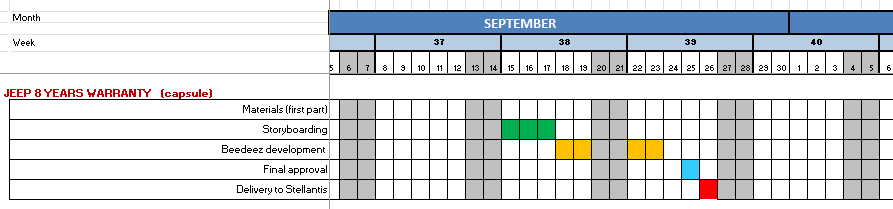 Month
SEPTEMBER
Week
37 38 39 40
5 6 7 8 9 10 11 12 13 14 15 16 17 18 19 20 21 22 23 24 25 26 27 28 29 30 1 2 3 4 5 6
JEEP 8 YEARS WARRANTY (capsule)
Materials (first part)
Storyboarding
Beedeez development
Final approval
Delivery to Stellantis